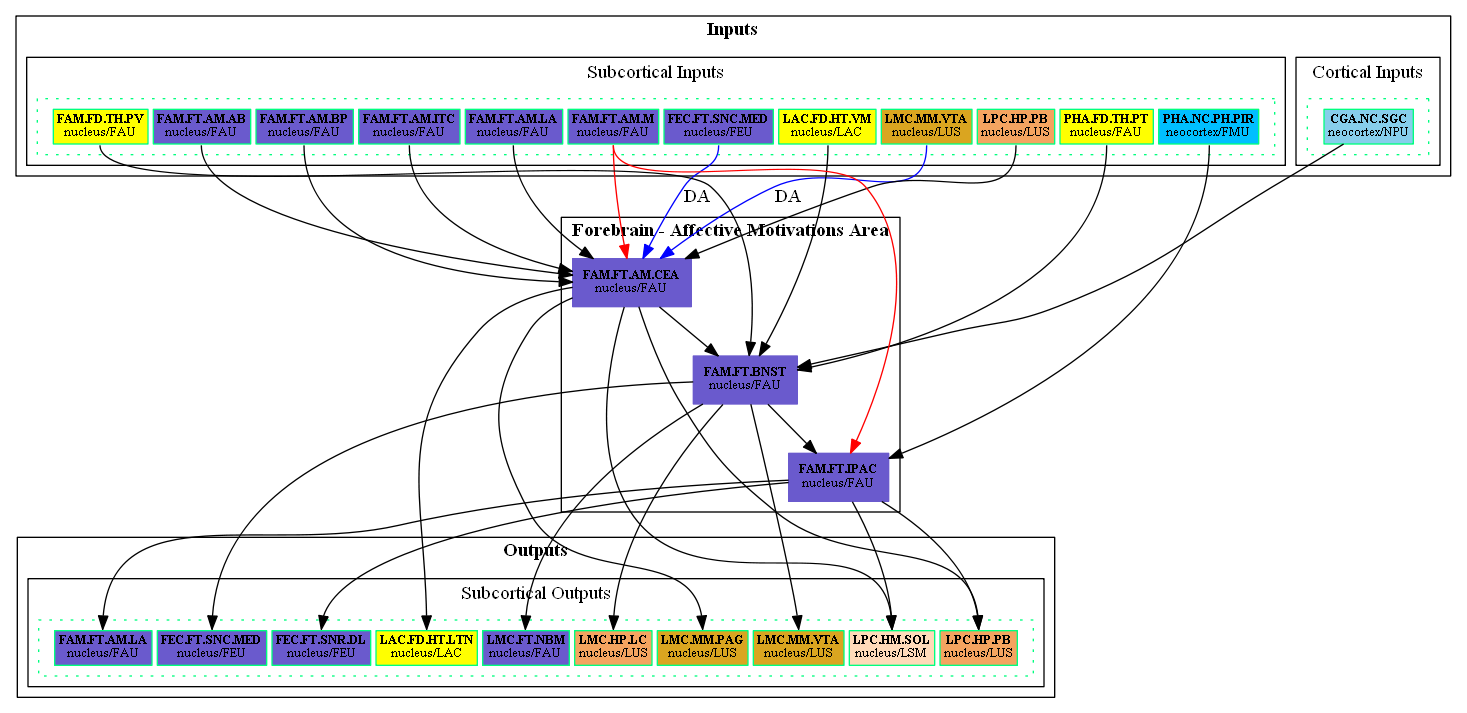 Inputs
Subcortical Inputs
Cortical Inputs
FAM.FD.TH.PV
nucleus/FAU
FAM.FT.AM.AB
nucleus/FAU
FAM.FT.AM.BP
nucleus/FAU
FAM.FT.AM.ITC
nucleus/FAU
FAM.FT.AM.LA
nucleus/FAU
FAM.FT.AM.M
nucleus/FAU
FEC.FT.SNC.MED
nucleus/FEU
LAC.FD.HT.VM
nucleus/LAC
LMC.MM.VTA
nucleus/LUS
LPC.HP.PB
nucleus/LUS
PHA.FD.TH.PT
nucleus/FAU
PHA.NC.PH.PIR
neocortex/FMU
CGA.NC.SGC
neocortex/NPU
DA
DA
Forebrain - Affective Motivations Area
FAM.FT.AM.CEA
nucleus/FAU
FAM.FT.BNST
nucleus/FAU
FAM.FT.IPAC
nucleus/FAU
Outputs
Subcortical Outputs
FAM.FT.AM.LA
nucleus/FAU
FEC.FT.SNC.MED
nucleus/FEU
FEC.FT.SNR.DL
nucleus/FEU
LAC.FD.HT.LTN
nucleus/LAC
LMC.FT.NBM
nucleus/FAU
LMC.HP.LC
nucleus/LUS
LMC.MM.PAG
nucleus/LUS
LMC.MM.VTA
nucleus/LUS
LPC.HM.SOL
nucleus/LSM
LPC.HP.PB
nucleus/LUS